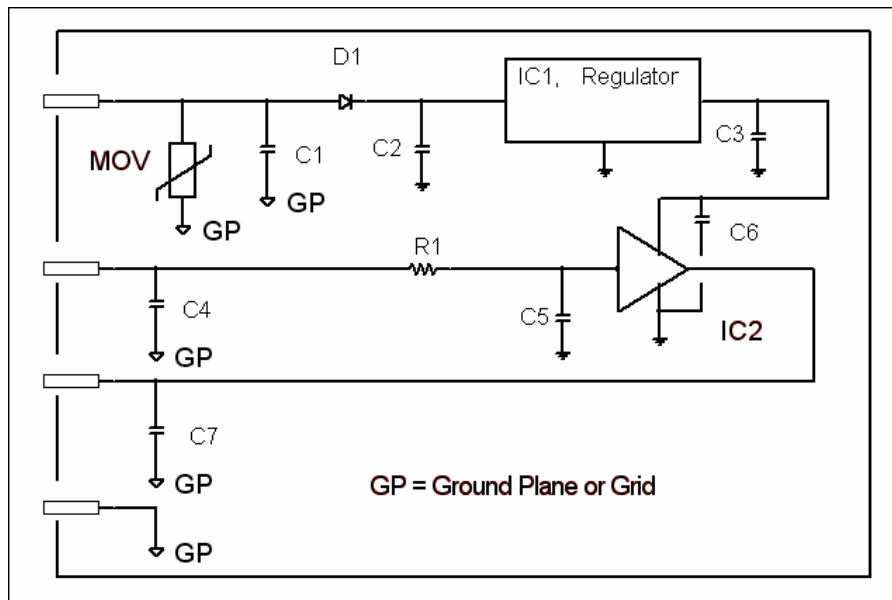 D1
IC1, Regulator
MOV
C1
C2
C3
GP
GP
R1
C6
C4
C5
IC2
GP
C7
GP
GP = Ground Plane or Grid
GP